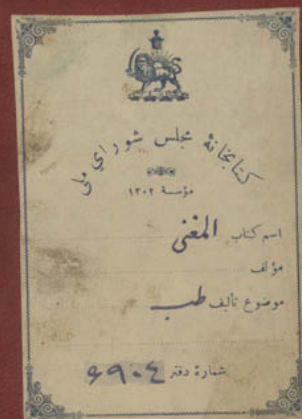 کتابخانهٔ مجلس شورای ملی
مؤسسهٔ ۱۳۰۲
اسم کتاب المغنی
مؤلف
موضوع تألیف طب
شمارهٔ دفتر ۶۹۰۴